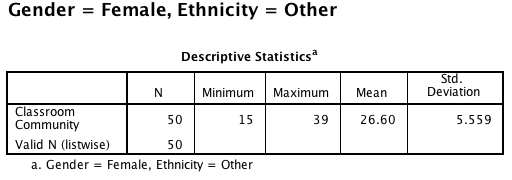 Gender = Female, Ethnicity = Other
Descriptive Statisticsa
N Minimum Maximum Mean Std. Deviation
Classroom Community 50 15 39 26.60 5.559
Valid N (listwise) 50
a. Gender = Female, Ethnicity = Other